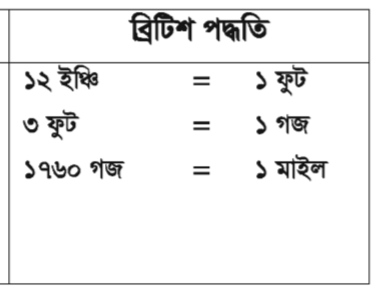 ব্রিটিশ পদ্ধতি
১২ ইঞ্চি = ১ ফুট
৩ ফুট = ১ গজ
১৭৬০ গজ = ১ মাইল